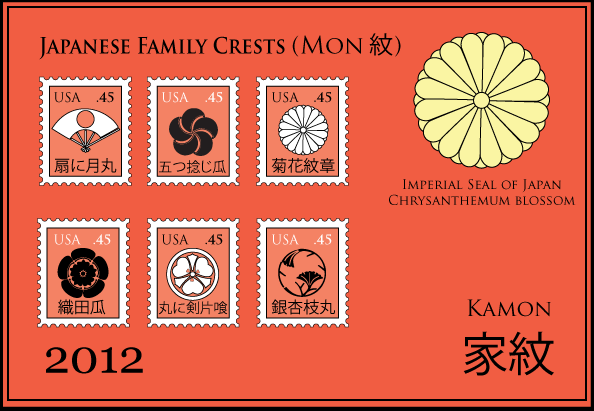 Japanese Family Crests (Mon 紋)
USA .45
扇に月丸
USA .45
五つ捻じ瓜
USA .45
菊花紋章
Imperial Seal of Japan
Chrysanthemum blossom
USA .45
織田瓜
USA .45
丸に剣片喰
USA .45
銀杏枝丸
Kamon
家紋
2012